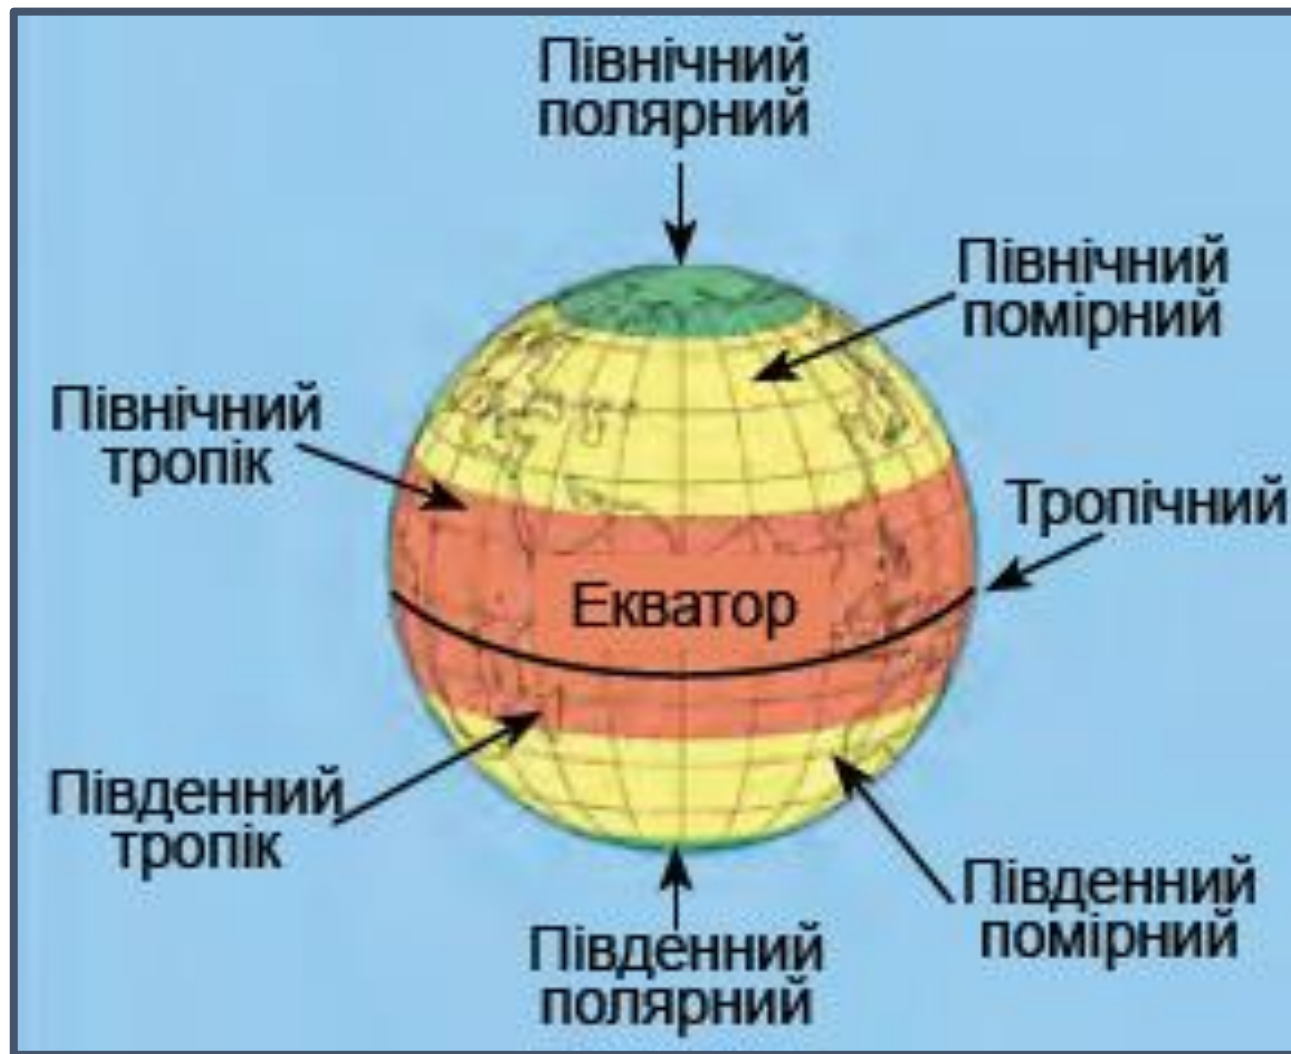 Північний
полярний
Північний
помірний
Північний
тропік
Тропічний
Екватор
Південний
тропік
Південний
помірний
Південний
полярний